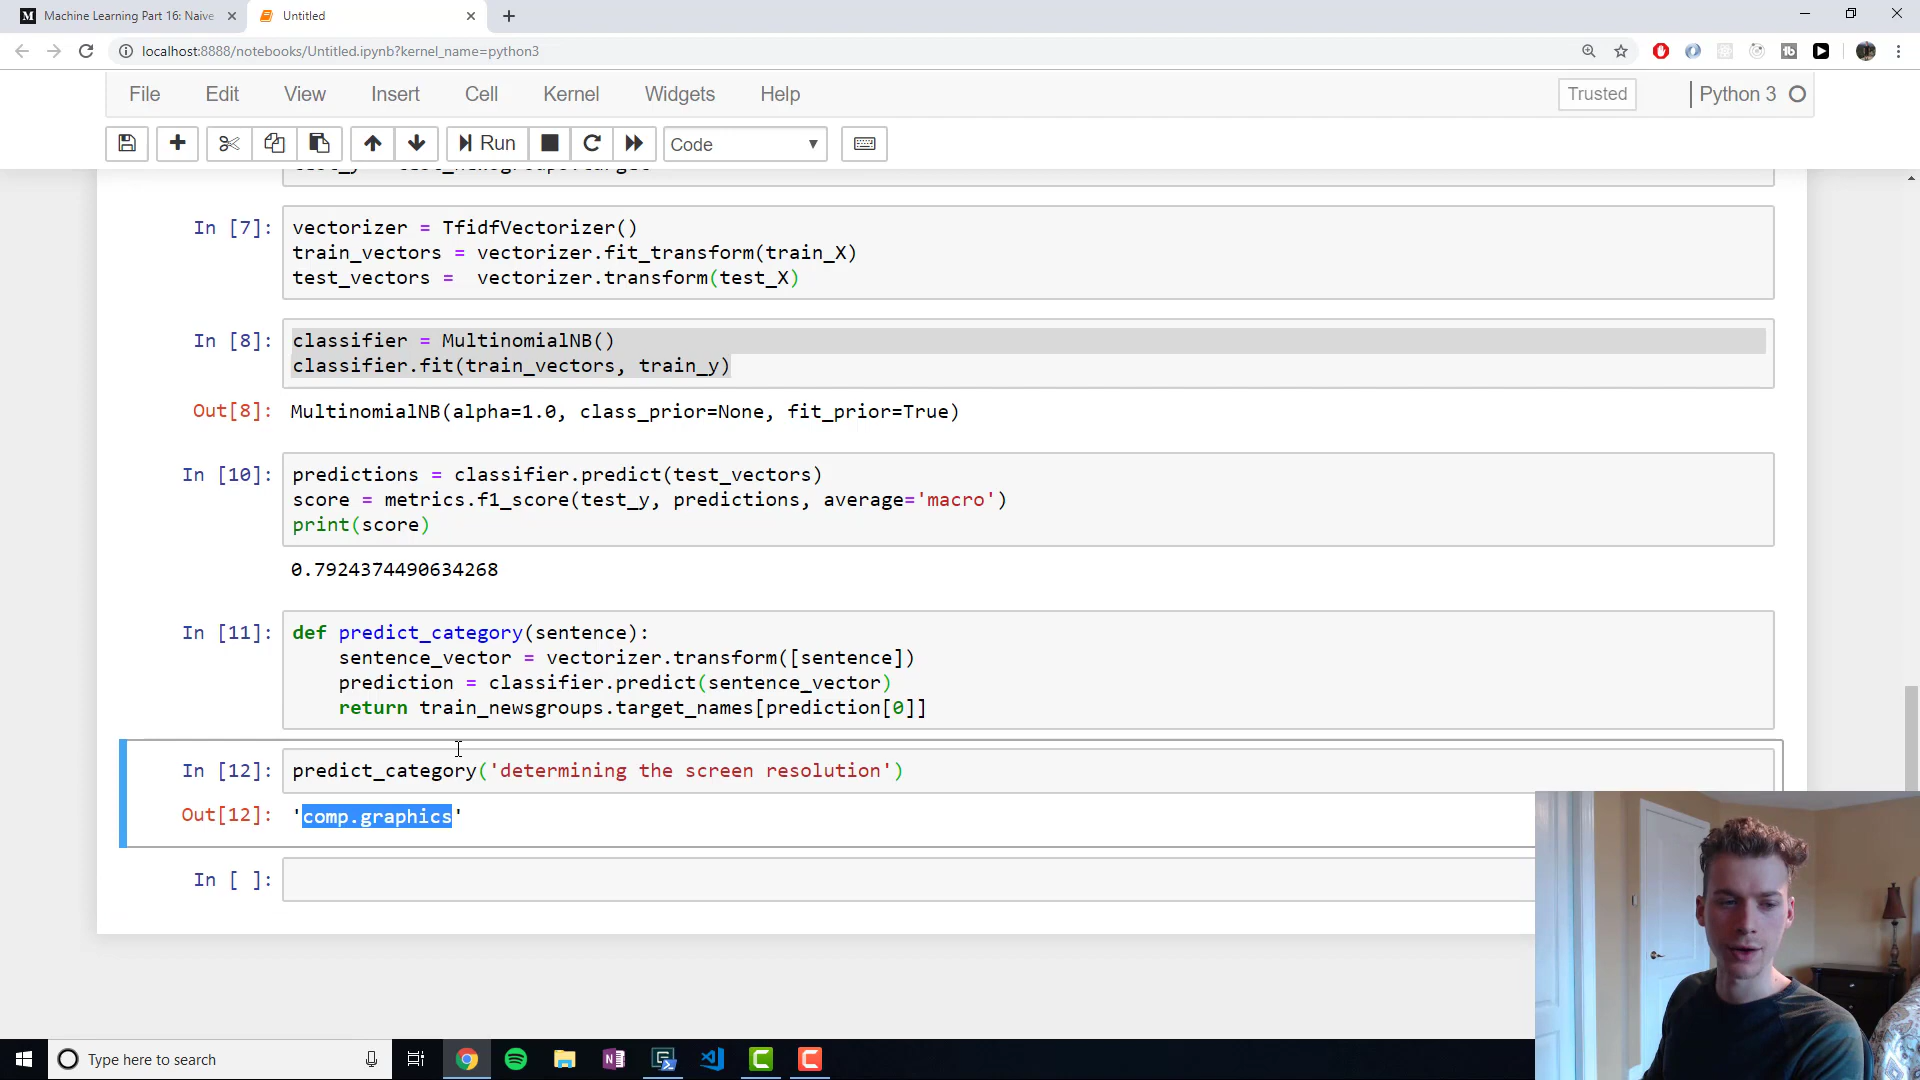 Machine Learning Part 16: Naive
Untitled
localhost:8888/notebooks/Untitled.ipynb?kernel_name=python3
File Edit View Insert Cell Kernel Widgets Help
Trusted
Python 3
Run
Code
In [7]:
vectorizer = TfidfVectorizer()
train_vectors = vectorizer.fit_transform(train_X)
test_vectors =  vectorizer.transform(test_X)
In [8]:
classifier = MultinomialNB()
classifier.fit(train_vectors, train_y)
Out[8]: MultinomialNB(alpha=1.0, class_prior=None, fit_prior=True)
In [10]:
predictions = classifier.predict(test_vectors)
score = metrics.f1_score(test_y, predictions, average='macro')
print(score)
0.7924374490634268
In [11]:
def predict_category(sentence):
    sentence_vector = vectorizer.transform([sentence])
    prediction = classifier.predict(sentence_vector)
    return train_newsgroups.target_names[prediction[0]]
In [12]: predict_category('determining the screen resolution')
Out[12]: 'comp.graphics'
In [ ]:
Type here to search